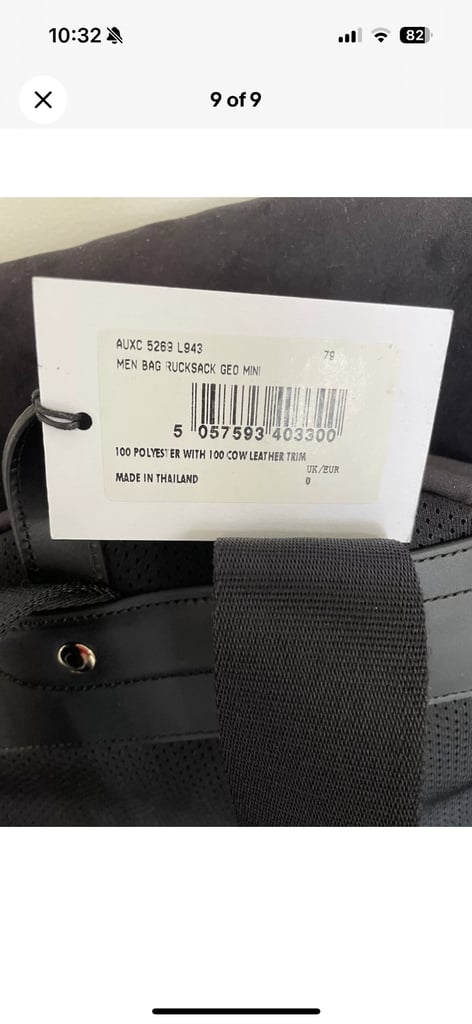 10:32
82
9 of 9
AUXC 5269 L943
79
MEN BAG RUCKSACK GEO MINI
5 057593 403300
100 POLYESTER WITH 100 COW LEATHER TRIM
UK/EUR
MADE IN THAILAND
0